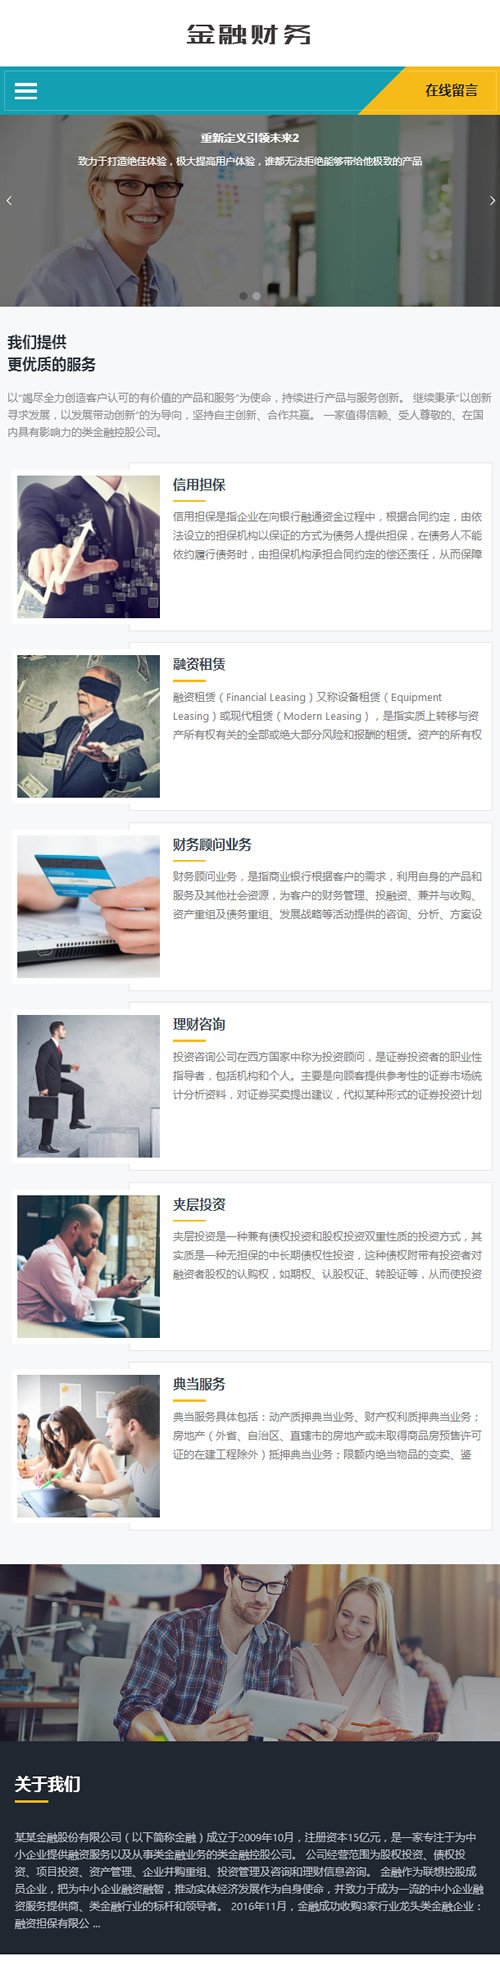 金融财务
在线留言
重新定义引领未来2
致力于打造绝佳体验，极大提高用户体验，谁都无法拒绝能够带给他极致的产品
我们提供
更优质的服务
以“竭尽全力创造客户认可的有价值的产品和服务”为使命，持续进行产品与服务创新。 继续秉承“以创新
寻求发展，以发展带动创新”的为导向，坚持自主创新、合作共赢。 一家值得信赖、受人尊敬的、在国
内具有影响力的类金融控股公司。
信用担保
信用担保是指企业在向银行融通资金过程中，根据合同约定，由依
法设立的担保机构以保证的方式为债务人提供担保，在债务人不能
依约履行债务时，由担保机构承担合同约定的偿还责任，从而保障
融资租赁
融资租赁（Financial Leasing）又称设备租赁（Equipment
Leasing）或现代租赁（Modern Leasing），是指实质上转移与资
产所有权有关的全部或绝大部分风险和报酬的租赁。资产的所有权
财务顾问业务
财务顾问业务，是指商业银行根据客户的需求，利用自身的产品和
服务及其他社会资源，为客户的财务管理、投融资、兼并与收购、
资产重组及债务重组、发展战略等活动提供的咨询、分析、方案设
理财咨询
投资咨询公司在西方国家中称为投资顾问，是证券投资者的职业性
指导者，包括机构和个人。主要是向顾客提供参考性的证券市场统
计分析资料，对证券买卖提出建议，代拟某种形式的证券投资计划
夹层投资
夹层投资是一种兼有债权投资和股权投资双重性质的投资方式，其
实质是一种无担保的中长期债权性投资，这种债权附带有投资者对
融资者股权的认购权，如期权、认股权证、转股证等，从而使投资
典当服务
典当服务具体包括：动产质押典当业务、财产权利质押典当业务；
房地产（外省、自治区、直辖市的房地产或未取得商品房预售许可
证的在建工程除外）抵押典当业务；限额内绝当物品的变卖、鉴
关于我们
某某金融股份有限公司（以下简称金融）成立于2009年10月，注册资本15亿元，是一家专注于为中
小企业提供融资服务以及从事类金融业务的类金融控股公司。 公司经营范围为股权投资、债权投
资、项目投资、资产管理、企业并购重组、投资管理及咨询和理财信息咨询。 金融作为联想控股成
员企业，把为中小企业融资融智，推动实体经济发展作为自身使命，并致力于成为一流的中小企业融
资服务提供商、类金融行业的标杆和领导者。 2016年11月，金融成功收购3家行业龙头类金融企业：
融资担保有限公 ...